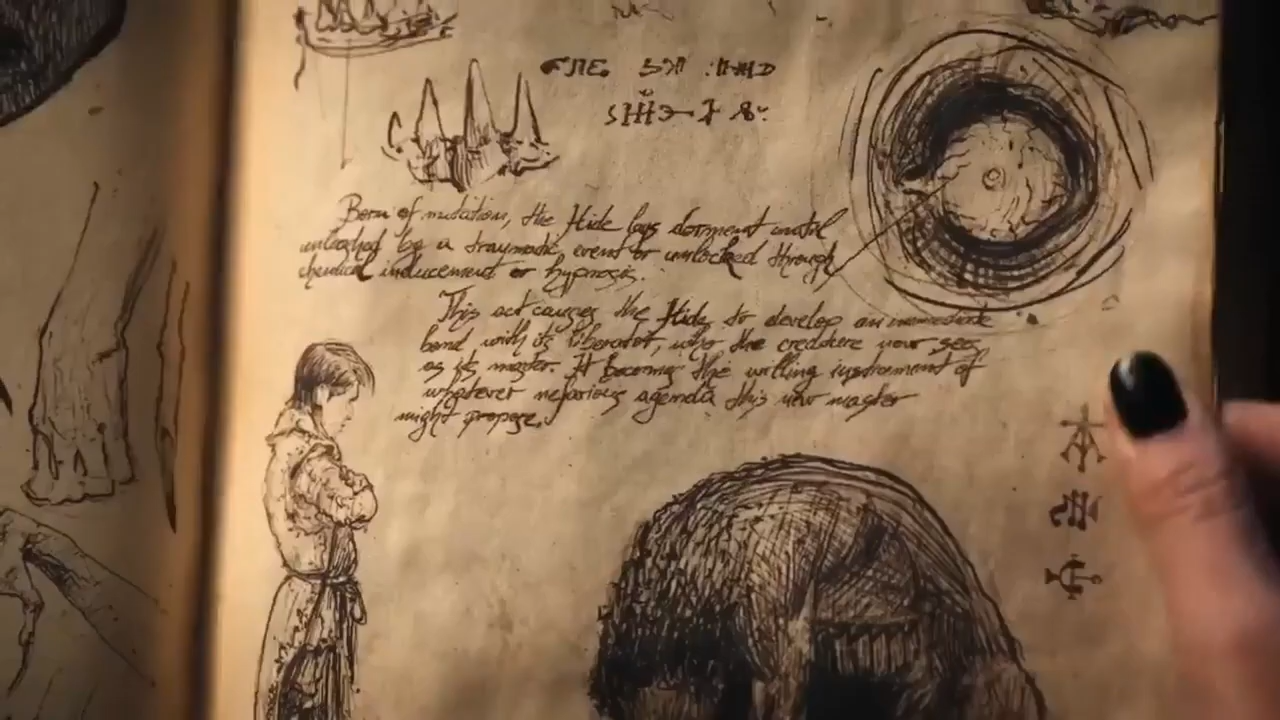 Born of mutation, the Hide lays dorment until
unleashed by a traumatic event or unlocked through
chemical inducement or hypnosis.
This act causes the Hide to develop an immediate
bond with its liberator, who the creature now sees
as its master. It becomes the willing instrument of
whatever nefarious agenda this new master
might propose.